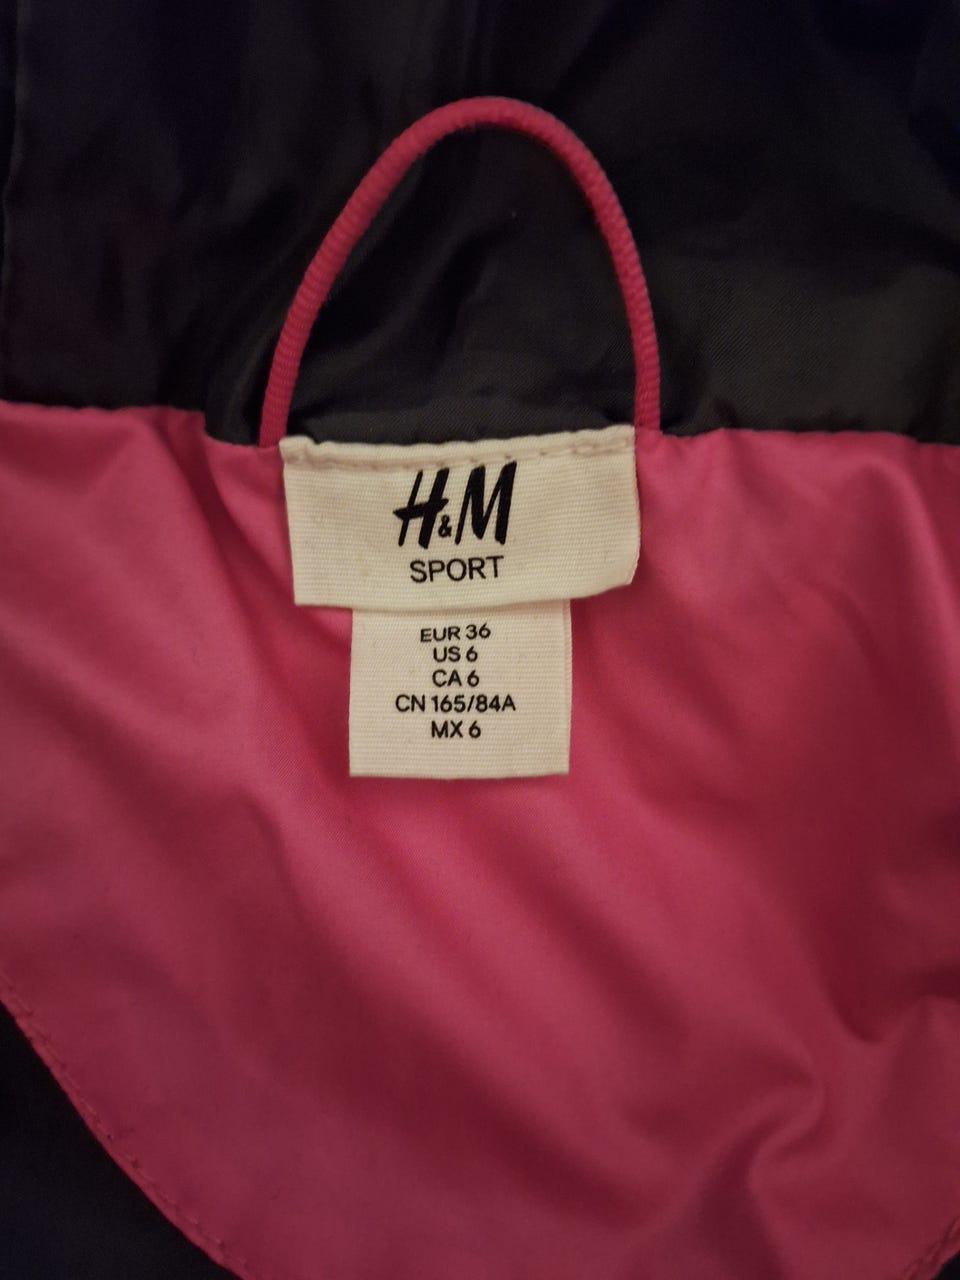 H&M
SPORT
EUR 36
US 6
CA 6
CN 165/84A
MX 6